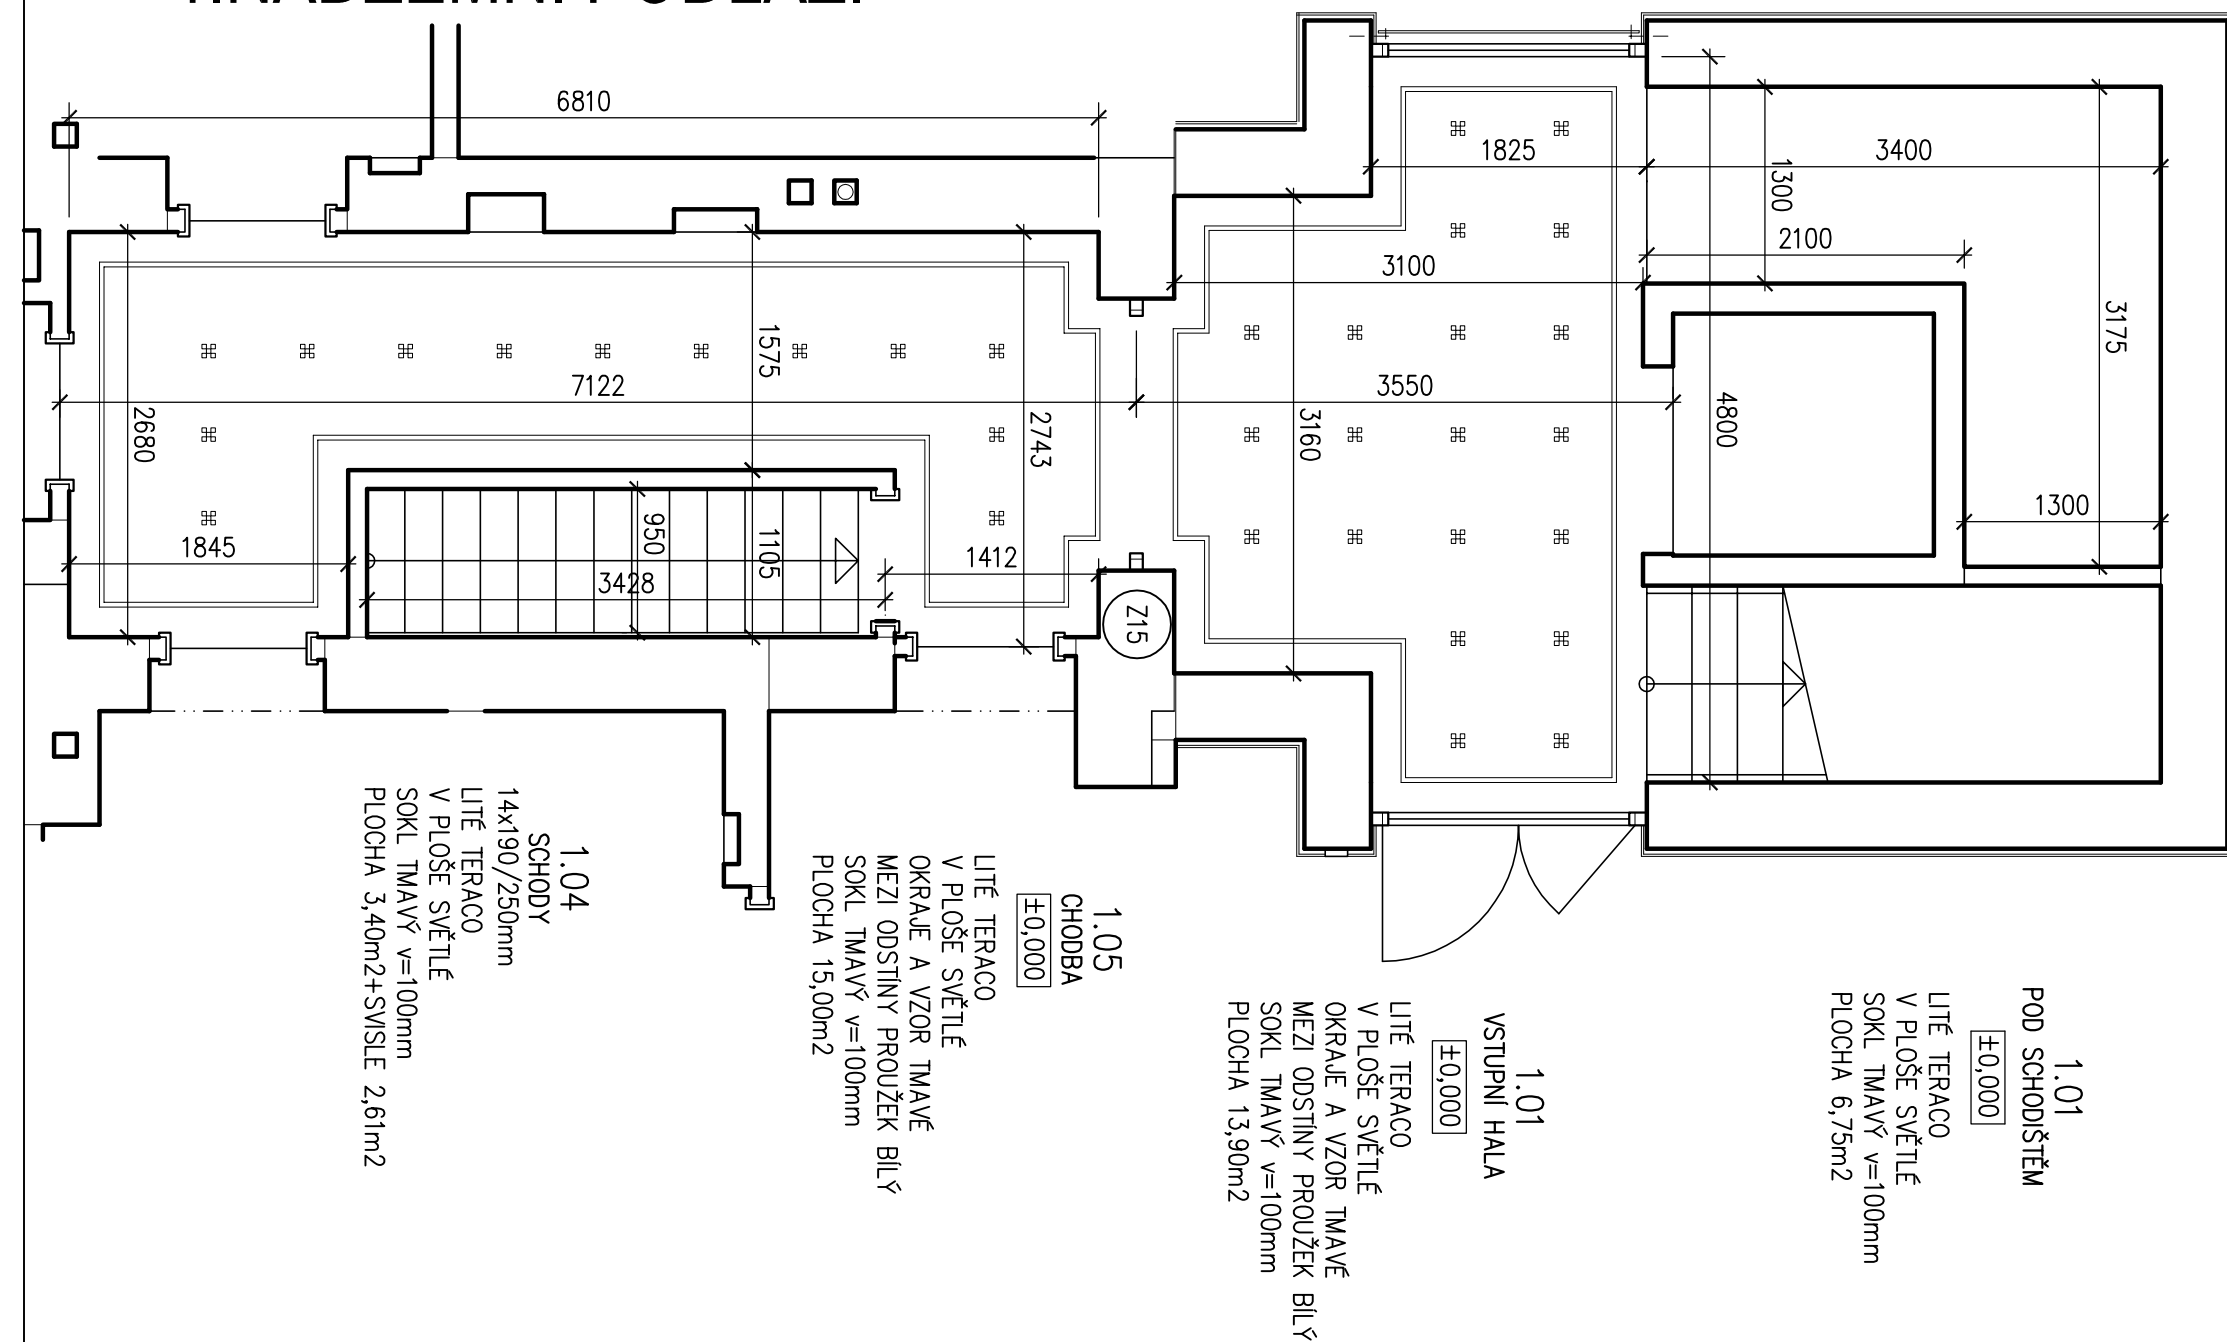 6810
1825
3400
1300
2100
3100
3175
1575
7122
3550
2680
2743
3160
4800
1300
1845
950
1105
1412
3428
Z15
1.04
SCHODY
14x190/250mm
LITÉ TERACO
V PLOŠE SVĚTLÉ
SOKL TMAVÝ v=100mm
PLOCHA 3,40m2+SVISLE 2,61m2
1.05
CHODBA
±0,000
LITÉ TERACO
V PLOŠE SVĚTLÉ
OKRAJE A VZOR TMAVÉ
MEZI ODSTÍNY PROUŽEK BÍLÝ
SOKL TMAVÝ v=100mm
PLOCHA 15,00m2
1.01
VSTUPNÍ HALA
±0,000
LITÉ TERACO
V PLOŠE SVĚTLÉ
OKRAJE A VZOR TMAVÉ
MEZI ODSTÍNY PROUŽEK BÍLÝ
SOKL TMAVÝ v=100mm
PLOCHA 13,90m2
1.01
POD SCHODIŠTĚM
±0,000
LITÉ TERACO
V PLOŠE SVĚTLÉ
SOKL TMAVÝ v=100mm
PLOCHA 6,75m2